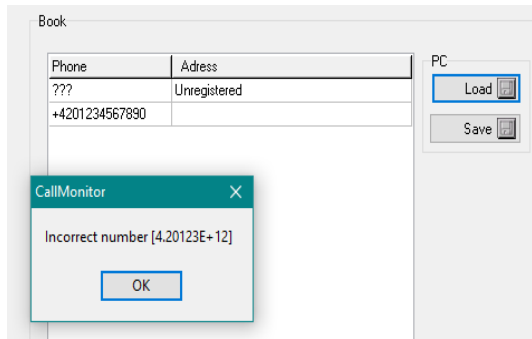 Book
Phone Adress
??? Unregistered
+4201234567890
PC
Load
Save
CallMonitor
Incorrect number [4.20123E+12]
OK